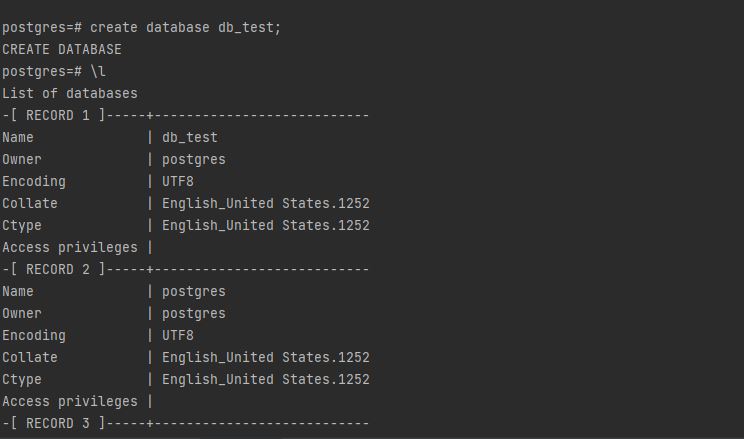 postgres=# create database db_test;
CREATE DATABASE
postgres=# \l
List of databases
-[ RECORD 1 ]-----+---------------------------
Name              | db_test
Owner             | postgres
Encoding          | UTF8
Collate           | English_United States.1252
Ctype             | English_United States.1252
Access privileges |
-[ RECORD 2 ]-----+---------------------------
Name              | postgres
Owner             | postgres
Encoding          | UTF8
Collate           | English_United States.1252
Ctype             | English_United States.1252
Access privileges |
-[ RECORD 3 ]-----+---------------------------